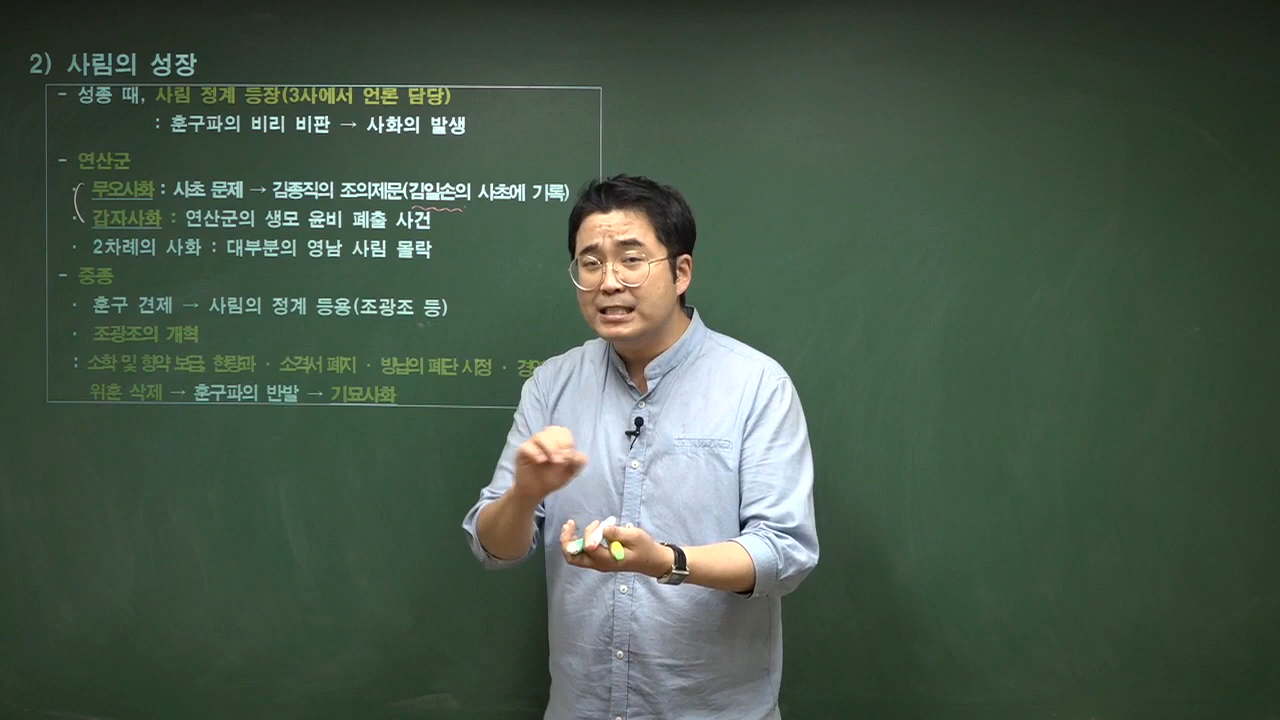 2) 사림의 성장
- 성종 때, 사림 정계 등장(3사에서 언론 담당)
: 훈구파의 비리 비판 → 사화의 발생
- 연산군
· 무오사화 : 사초 문제 → 김종직의 조의제문(김일손의 사초에 기록)
· 갑자사화 : 연산군의 생모 윤비 폐출 사건
· 2차례의 사화 : 대부분의 영남 사림 몰락
- 중종
· 훈구 견제 → 사림의 정계 등용(조광조 등)
· 조광조의 개혁
: 소학 및 향약 보급, 현량과 · 소격서 폐지 · 방납의 폐단 시정 ·
위훈 삭제 → 훈구파의 반발 → 기묘사화